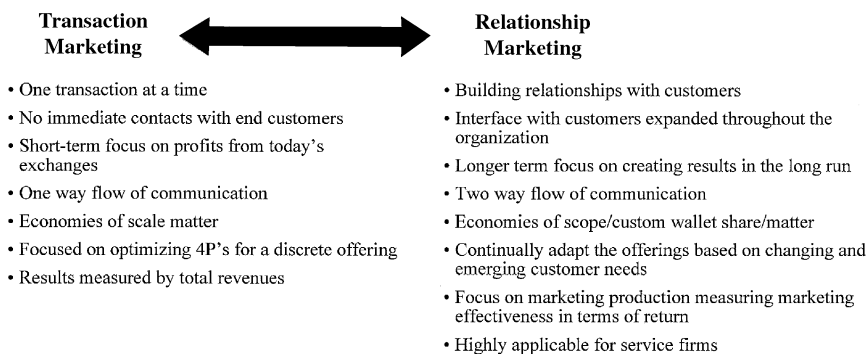 Transaction
Marketing
• One transaction at a time
• No immediate contacts with end customers
• Short-term focus on profits from today's
exchanges
• One way flow of communication
• Economies of scale matter
• Focused on optimizing 4P's for a discrete offering
• Results measured by total revenues
Relationship
Marketing
• Building relationships with customers
• Interface with customers expanded throughout the
organization
• Longer term focus on creating results in the long run
• Two way flow of communication
• Economies of scope/custom wallet share/matter
• Continually adapt the offerings based on changing and
emerging customer needs
• Focus on marketing production measuring marketing
effectiveness in terms of return
• Highly applicable for service firms